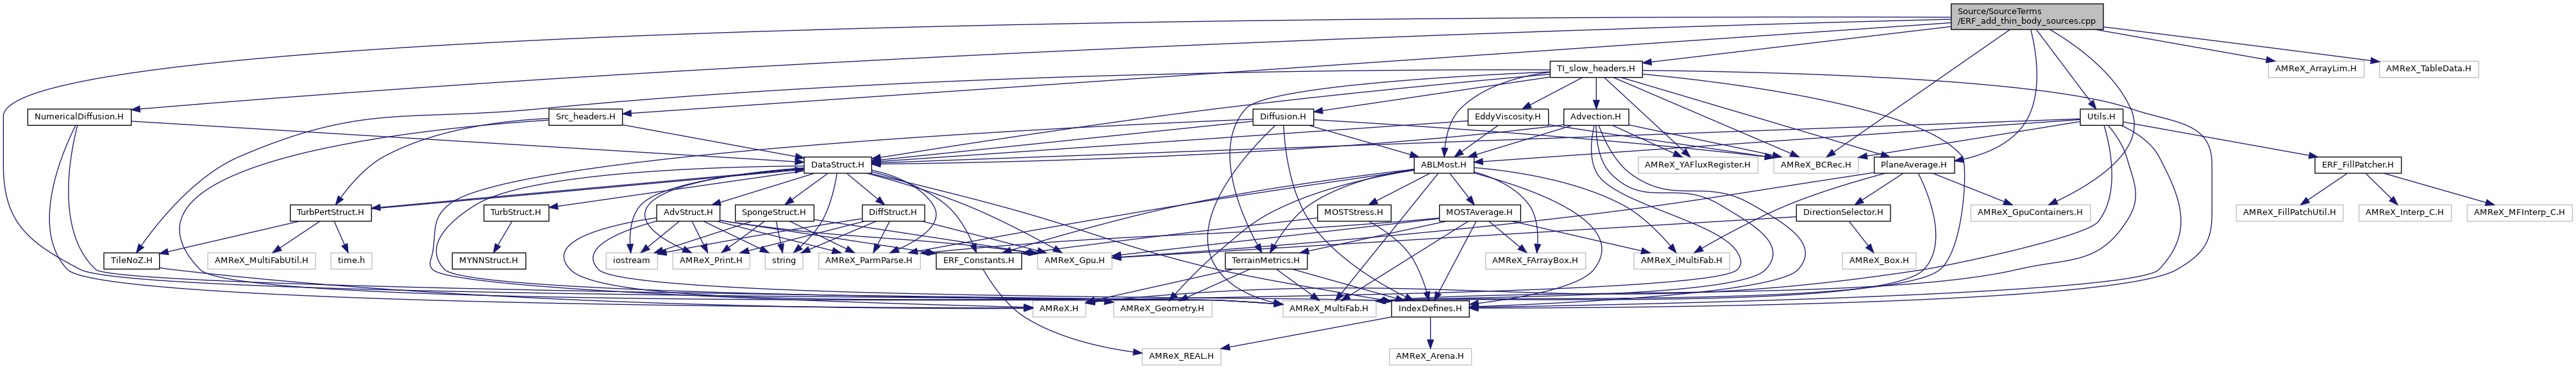 Source/SourceTerms
/ERF_add_thin_body_sources.cpp
TI_slow_headers.H
AMReX_ArrayLim.H
AMReX_TableData.H
NumericalDiffusion.H
Src_headers.H
Diffusion.H
EddyViscosity.H
Advection.H
Utils.H
DataStruct.H
ABLMost.H
AMReX_YAFluxRegister.H
AMReX_BCRec.H
PlaneAverage.H
ERF_FillPatcher.H
TurbPertStruct.H
TurbStruct.H
AdvStruct.H
SpongeStruct.H
DiffStruct.H
MOSTStress.H
MOSTAverage.H
DirectionSelector.H
AMReX_GpuContainers.H
AMReX_FillPatchUtil.H
AMReX_Interp_C.H
AMReX_MFInterp_C.H
TileNoZ.H
AMReX_MultiFabUtil.H
time.h
MYNNStruct.H
iostream
AMReX_Print.H
string
AMReX_ParmParse.H
ERF_Constants.H
AMReX_Gpu.H
TerrainMetrics.H
AMReX_FArrayBox.H
AMReX_iMultiFab.H
AMReX_Box.H
AMReX.H
AMReX_Geometry.H
AMReX_MultiFab.H
IndexDefines.H
AMReX_REAL.H
AMReX_Arena.H